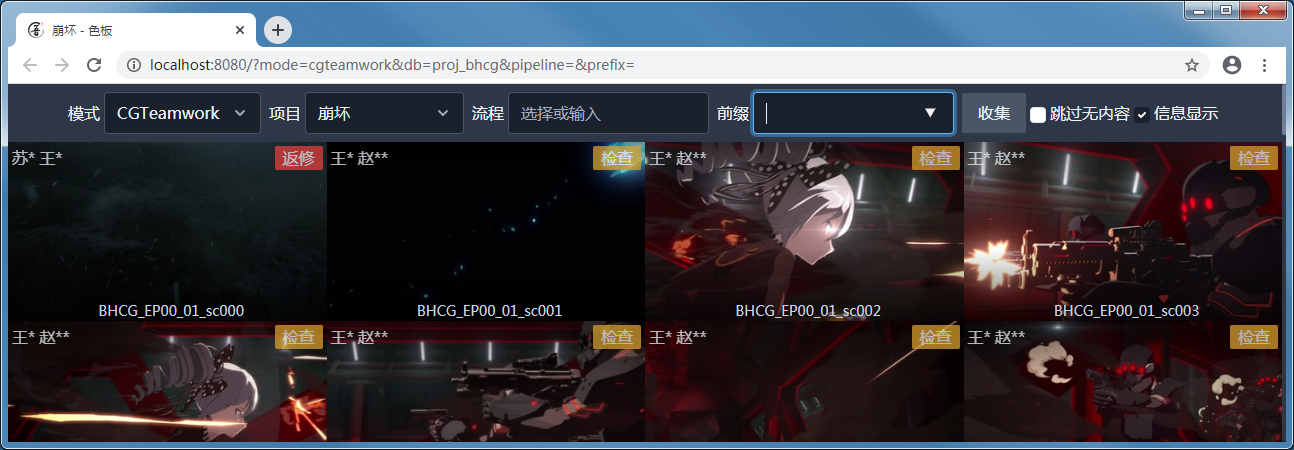 崩坏 - 色板
localhost:8080/?mode=cgteamwork&db=proj_bhcg&pipeline=&prefix=
模式 CGTeamwork 项目 崩坏 流程 选择或输入 前缀 收集 跳过无内容 信息显示
苏* 王* 返修 王* 赵** 检查 王* 赵** 检查 王* 赵** 检查
BHCG_EP00_01_sc000 BHCG_EP00_01_sc001 BHCG_EP00_01_sc002 BHCG_EP00_01_sc003
王* 赵** 检查 王* 赵** 检查 王* 赵** 检查 王* 赵** 检查